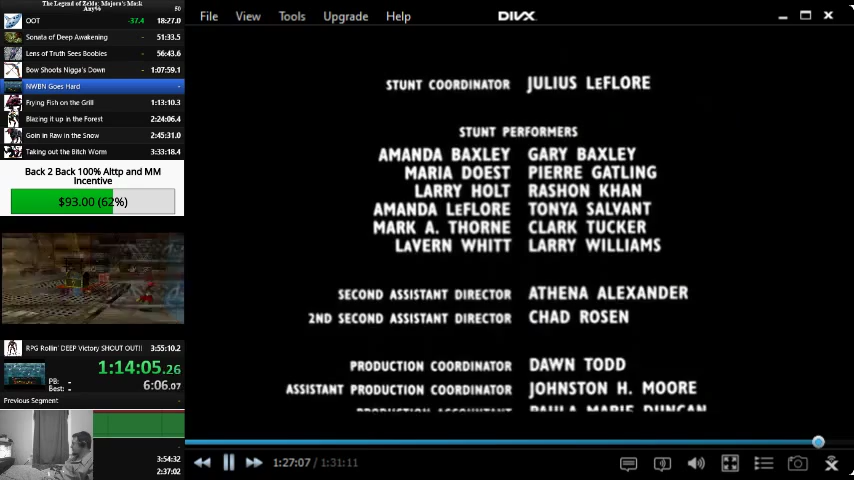 The Legend of Zelda: Majora's Mask
Any%
50
OOT -37.4 18:27.0
Sonata of Deep Awakening - 51:33.5
Lens of Truth Sees Boobies - 56:43.6
Bow Shoots Nigga's Down - 1:07:59.1
NWBN Goes Hard -
Frying Fish on the Grill 1:13:10.3
Blazing it up in the Forest 2:24:06.4
Goin in Raw in the Snow 2:45:31.0
Taking out the Bitch Worm 3:33:18.4
Back 2 Back 100% Alttp and MM
Incentive
$93.00 (62%)
RPG Rollin' DEEP Victory SHOUT OUT!! 3:55:10.2
1:14:05.26
PB: -
Best: -
6:06.07
Previous Segment -
-
3:54:32
2:37:02
File View Tools Upgrade Help
DIVX
STUNT COORDINATOR JULIUS LEFLORE
STUNT PERFORMERS
AMANDA BAXLEY GARY BAXLEY
MARIA DOEST PIERRE GATLING
LARRY HOLT RASHON KHAN
AMANDA LEFLORE TONYA SALVANT
MARK A. THORNE CLARK TUCKER
LAVERN WHITT LARRY WILLIAMS
SECOND ASSISTANT DIRECTOR ATHENA ALEXANDER
2ND SECOND ASSISTANT DIRECTOR CHAD ROSEN
PRODUCTION COORDINATOR DAWN TODD
ASSISTANT PRODUCTION COORDINATOR JOHNSTON H. MOORE
PRODUCTION ACCOUNTANT PAULA MARIE DUNCAN
1:27:07 / 1:31:11